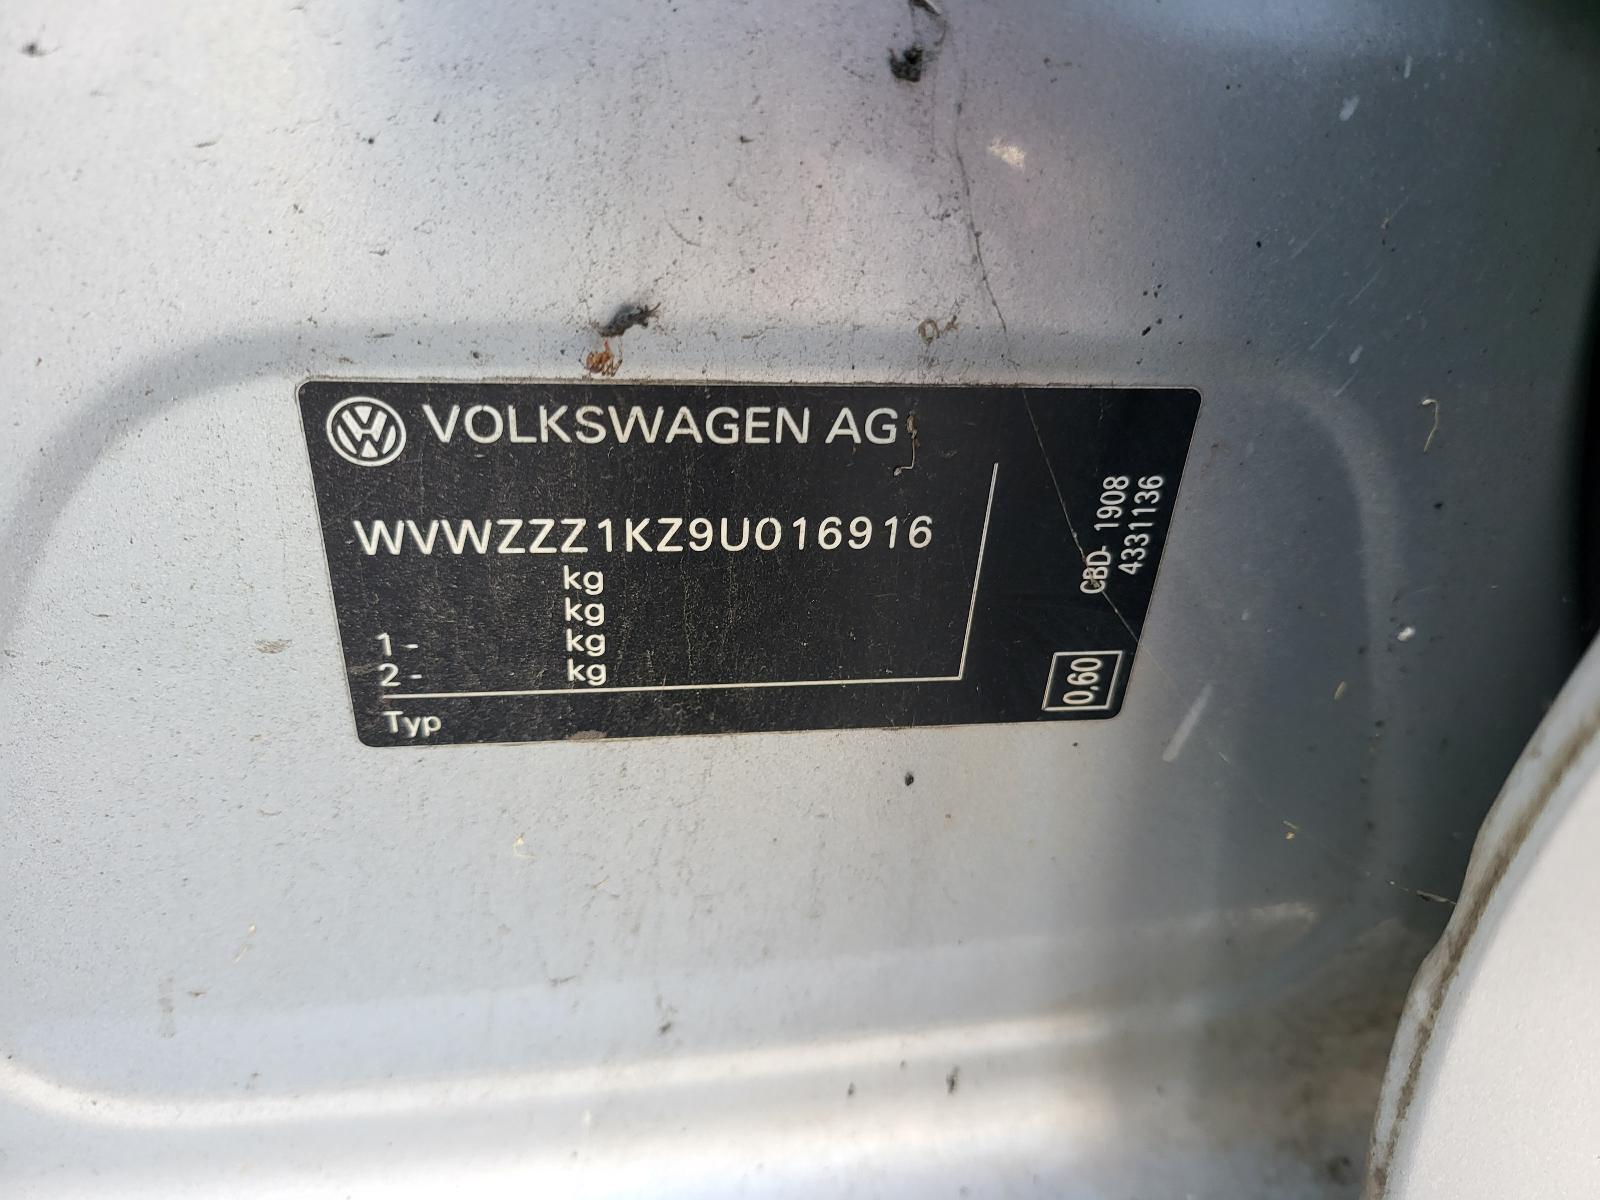 VOLKSWAGEN AG
WVWZZZ1KZ9U016916
kg
kg
1 - kg
2 - kg
Typ
CBD 1908
4331136
0,60